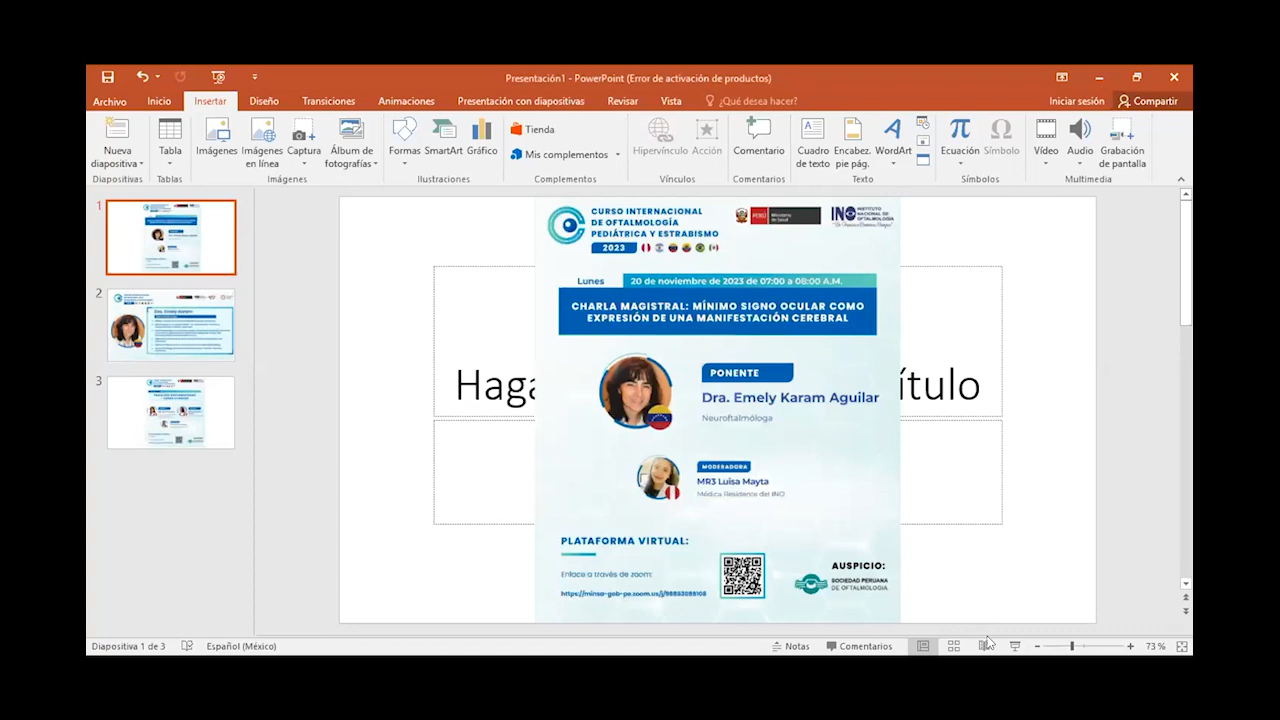 Presentación1 - PowerPoint (Error de activación de productos)
Archivo Inicio Insertar Diseño Transiciones Animaciones Presentación con diapositivas Revisar Vista ¿Qué desea hacer? Iniciar sesión Compartir
Nueva diapositiva
Tabla
Imágenes
Imágenes en línea
Captura
Álbum de fotografías
Formas
SmartArt
Gráfico
Tienda
Mis complementos
Hipervínculo
Acción
Comentario
Cuadro de texto
Encabez. pie pág.
WordArt
Ecuación
Símbolo
Vídeo
Audio
Grabación de pantalla
Diapositivas Tablas Imágenes Ilustraciones Complementos Vínculos Comentarios Texto Símbolos Multimedia
1
2
Dra. Emely Karam
3
CURSO INTERNACIONAL
DE OFTALMOLOGÍA
PEDIÁTRICA Y ESTRABISMO
2023
PERÚ
Ministerio de Salud
INO
INSTITUTO
NACIONAL DE
OFTALMOLOGÍA
Lunes 20 de noviembre de 2023 de 07:00 a 08:00 A.M.
CHARLA MAGISTRAL: MÍNIMO SIGNO OCULAR COMO
EXPRESIÓN DE UNA MANIFESTACIÓN CEREBRAL
Haga
ítulo
PONENTE
Dra. Emely Karam Aguilar
Neuroftalmóloga
MODERADORA
MR3 Luisa Mayta
Médica Residente del INO
PLATAFORMA VIRTUAL:
Enlace a través de zoom:
AUSPICIO:
SOCIEDAD PERUANA
DE OFTALMOLOGÍA
Diapositiva 1 de 3 Español (México) Notas Comentarios 73 %